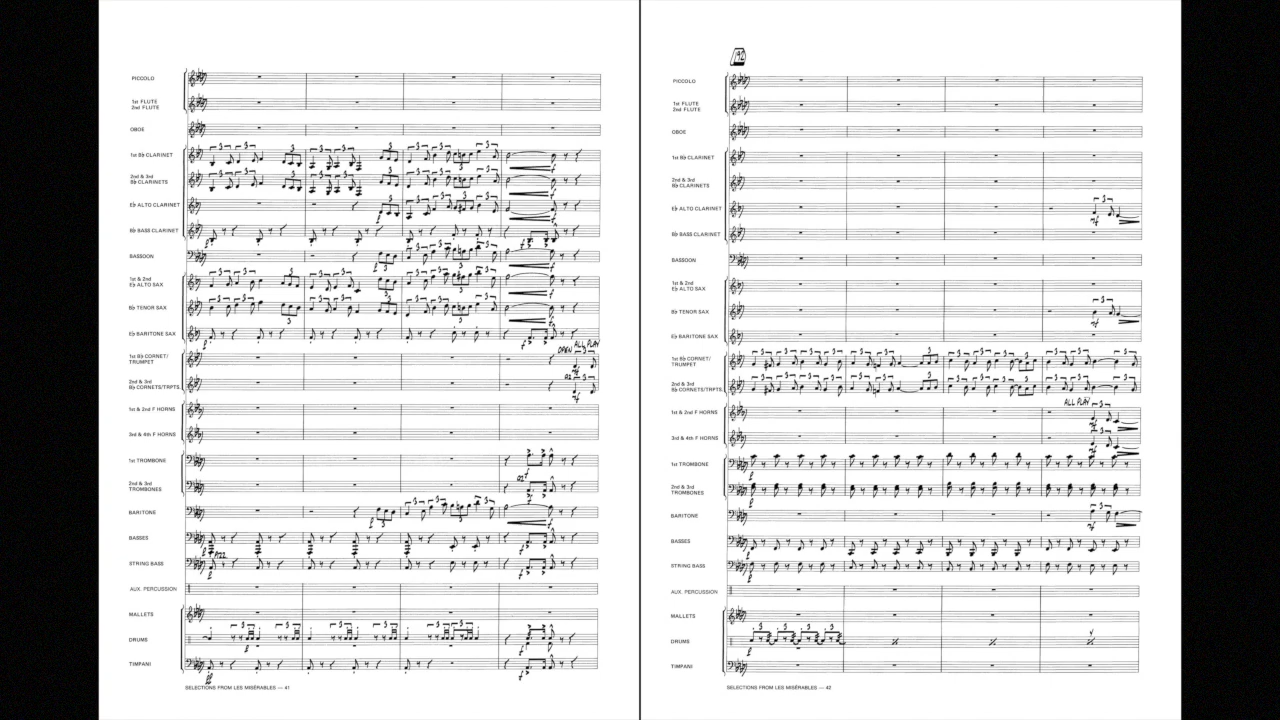 PICCOLO
1st FLUTE
2nd FLUTE
OBOE
1st B♭ CLARINET
2nd & 3rd
B♭ CLARINETS
E♭ ALTO CLARINET
B♭ BASS CLARINET
BASSOON
1st & 2nd
E♭ ALTO SAX
B♭ TENOR SAX
E♭ BARITONE SAX
OPEN ALL PLAY
1st B♭ CORNET/
TRUMPET
2nd & 3rd
B♭ CORNETS/TRPTS.
1st & 2nd F HORNS
3rd & 4th F HORNS
1st TROMBONE
2nd & 3rd
TROMBONES
BARITONE
BASSES
PIZZ.
STRING BASS
AUX. PERCUSSION
MALLETS
DRUMS
TIMPANI
SELECTIONS FROM LES MISÉRABLES — 41
42
PICCOLO
1st FLUTE
2nd FLUTE
OBOE
1st B♭ CLARINET
2nd & 3rd
B♭ CLARINETS
E♭ ALTO CLARINET
B♭ BASS CLARINET
BASSOON
1st & 2nd
E♭ ALTO SAX
B♭ TENOR SAX
E♭ BARITONE SAX
1st B♭ CORNET/
TRUMPET
2nd & 3rd
B♭ CORNETS/TRPTS.
ALL PLAY
1st & 2nd F HORNS
3rd & 4th F HORNS
1st TROMBONE
2nd & 3rd
TROMBONES
BARITONE
BASSES
STRING BASS
AUX. PERCUSSION
MALLETS
DRUMS
TIMPANI
SELECTIONS FROM LES MISÉRABLES — 42